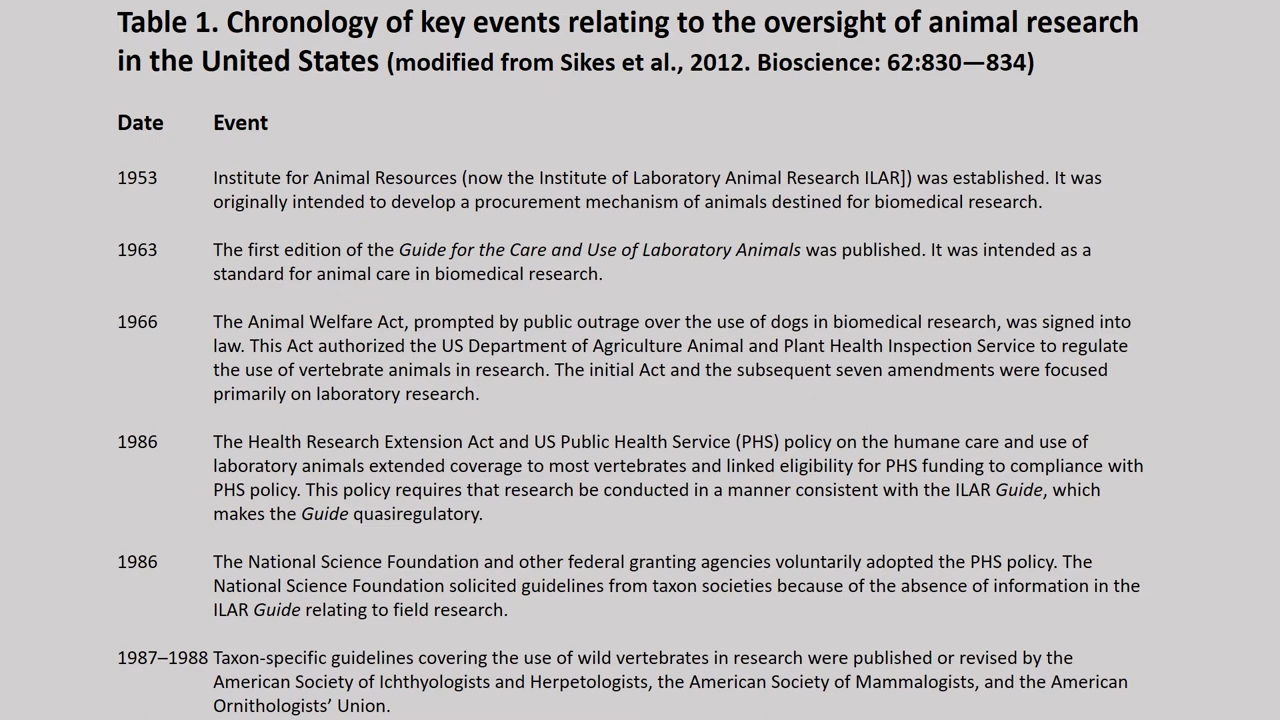 Table 1. Chronology of key events relating to the oversight of animal research
in the United States (modified from Sikes et al., 2012. Bioscience: 62:830—834)
Date Event
1953 Institute for Animal Resources (now the Institute of Laboratory Animal Research ILAR]) was established. It was
originally intended to develop a procurement mechanism of animals destined for biomedical research.
1963 The first edition of the Guide for the Care and Use of Laboratory Animals was published. It was intended as a
standard for animal care in biomedical research.
1966 The Animal Welfare Act, prompted by public outrage over the use of dogs in biomedical research, was signed into
law. This Act authorized the US Department of Agriculture Animal and Plant Health Inspection Service to regulate
the use of vertebrate animals in research. The initial Act and the subsequent seven amendments were focused
primarily on laboratory research.
1986 The Health Research Extension Act and US Public Health Service (PHS) policy on the humane care and use of
laboratory animals extended coverage to most vertebrates and linked eligibility for PHS funding to compliance with
PHS policy. This policy requires that research be conducted in a manner consistent with the ILAR Guide, which
makes the Guide quasiregulatory.
1986 The National Science Foundation and other federal granting agencies voluntarily adopted the PHS policy. The
National Science Foundation solicited guidelines from taxon societies because of the absence of information in the
ILAR Guide relating to field research.
1987–1988 Taxon-specific guidelines covering the use of wild vertebrates in research were published or revised by the
American Society of Ichthyologists and Herpetologists, the American Society of Mammalogists, and the American
Ornithologists’ Union.